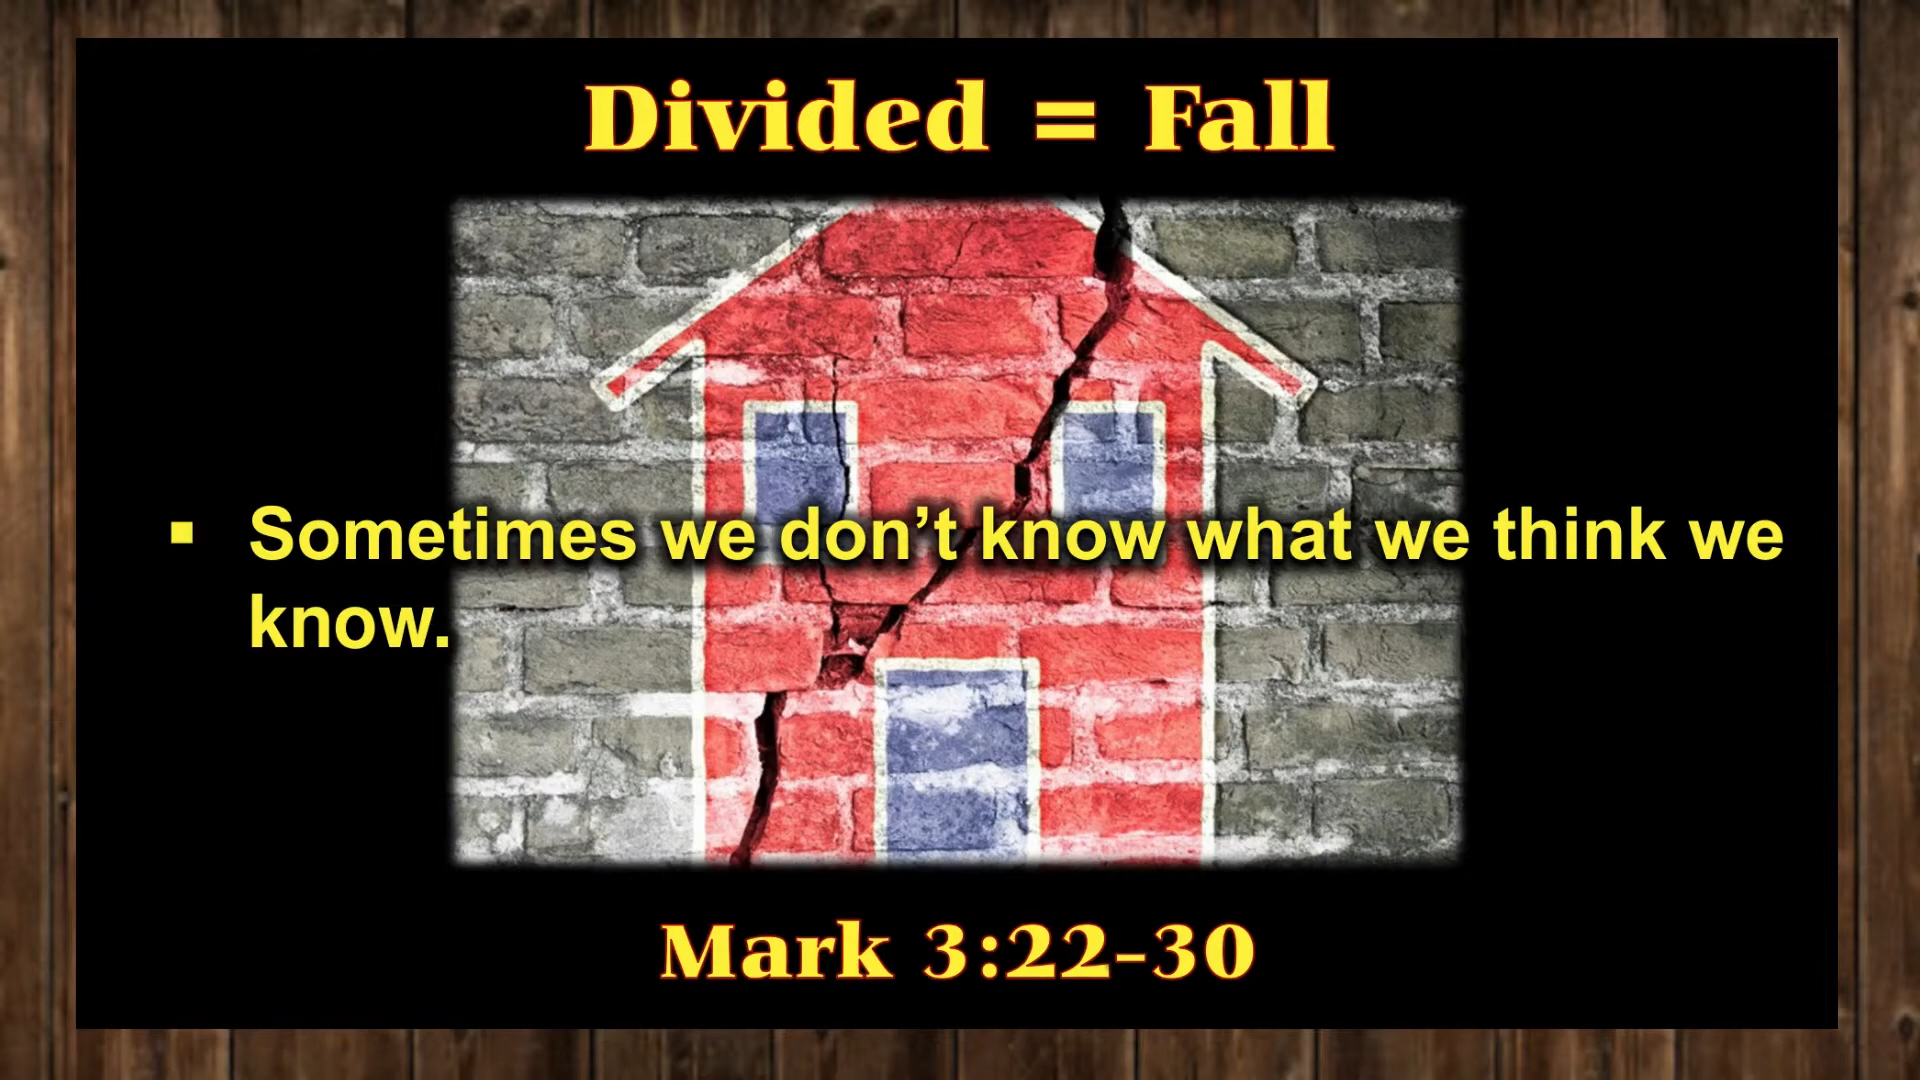 Divided = Fall
▪ Sometimes we don’t know what we think we
know.
Mark 3:22-30